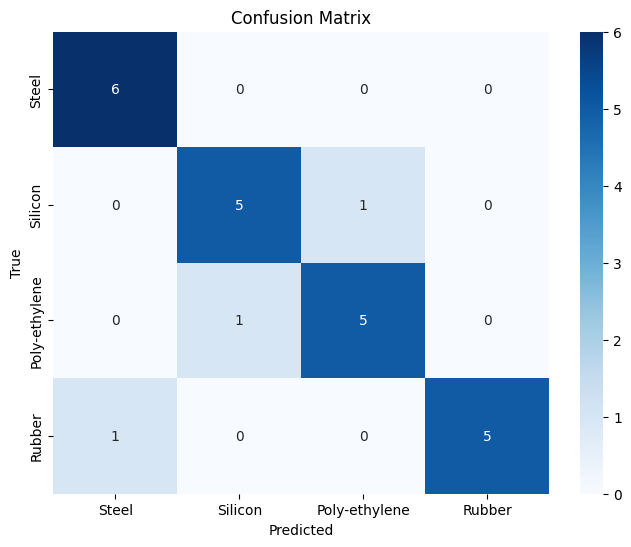 Confusion Matrix
Steel
6 0 0 0
Silicon
0 5 1 0
Poly-ethylene
0 1 5 0
Rubber
1 0 0 5
True
Steel Silicon Poly-ethylene Rubber
Predicted
6
5
4
3
2
1
0